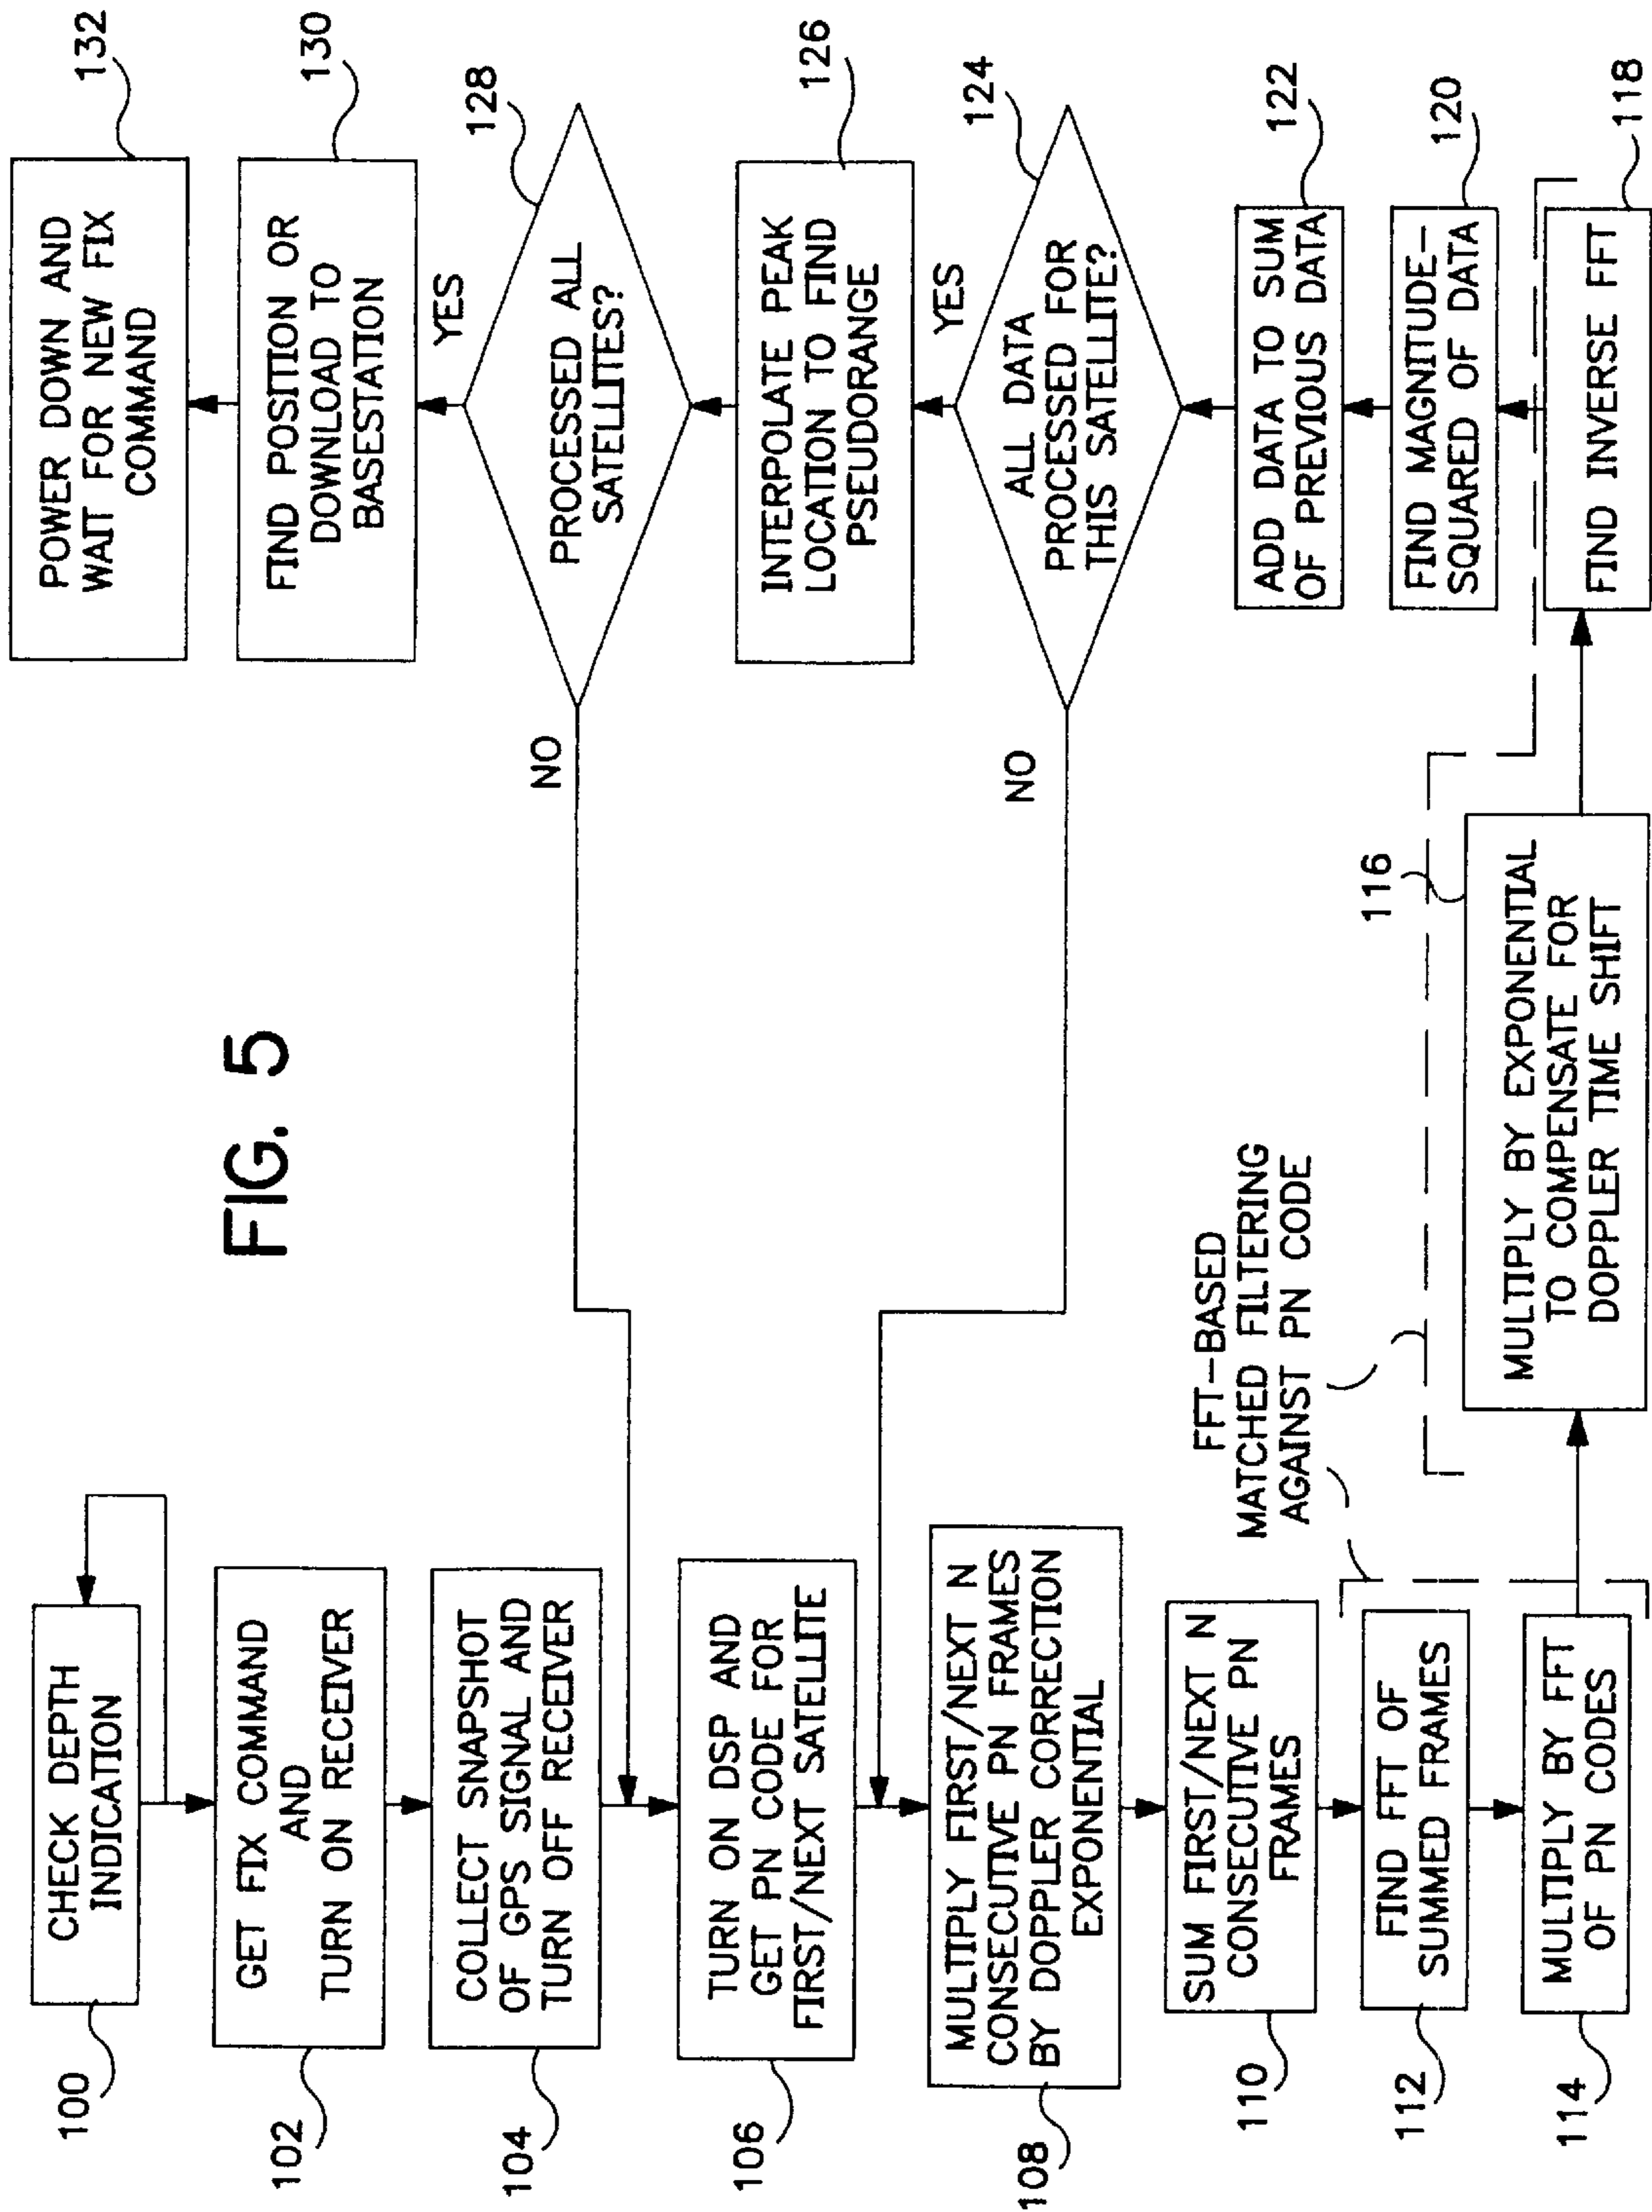 FIG. 5
100
CHECK DEPTH
INDICATION
102
GET FIX COMMAND
AND
TURN ON RECEIVER
104
COLLECT SNAPSHOT
OF GPS SIGNAL AND
TURN OFF RECEIVER
106
TURN ON DSP AND
GET PN CODE FOR
FIRST/NEXT SATELLITE
108
MULTIPLY FIRST/NEXT N
CONSECUTIVE PN FRAMES
BY DOPPLER CORRECTION
EXPONENTIAL
110
SUM FIRST/NEXT N
CONSECUTIVE PN
FRAMES
112
FIND FFT OF
SUMMED FRAMES
114
MULTIPLY BY FFT
OF PN CODES
FFT-BASED
MATCHED FILTERING
AGAINST PN CODE
116
MULTIPLY BY EXPONENTIAL
TO COMPENSATE FOR
DOPPLER TIME SHIFT
118
FIND INVERSE FFT
120
FIND MAGNITUDE-
SQUARED OF DATA
122
ADD DATA TO SUM
OF PREVIOUS DATA
124
ALL DATA
PROCESSED FOR
THIS SATELLITE?
NO
YES
126
INTERPOLATE PEAK
LOCATION TO FIND
PSEUDORANGE
128
PROCESSED ALL
SATELLITES?
NO
YES
130
FIND POSITION OR
DOWNLOAD TO
BASESTATION
132
POWER DOWN AND
WAIT FOR NEW FIX
COMMAND